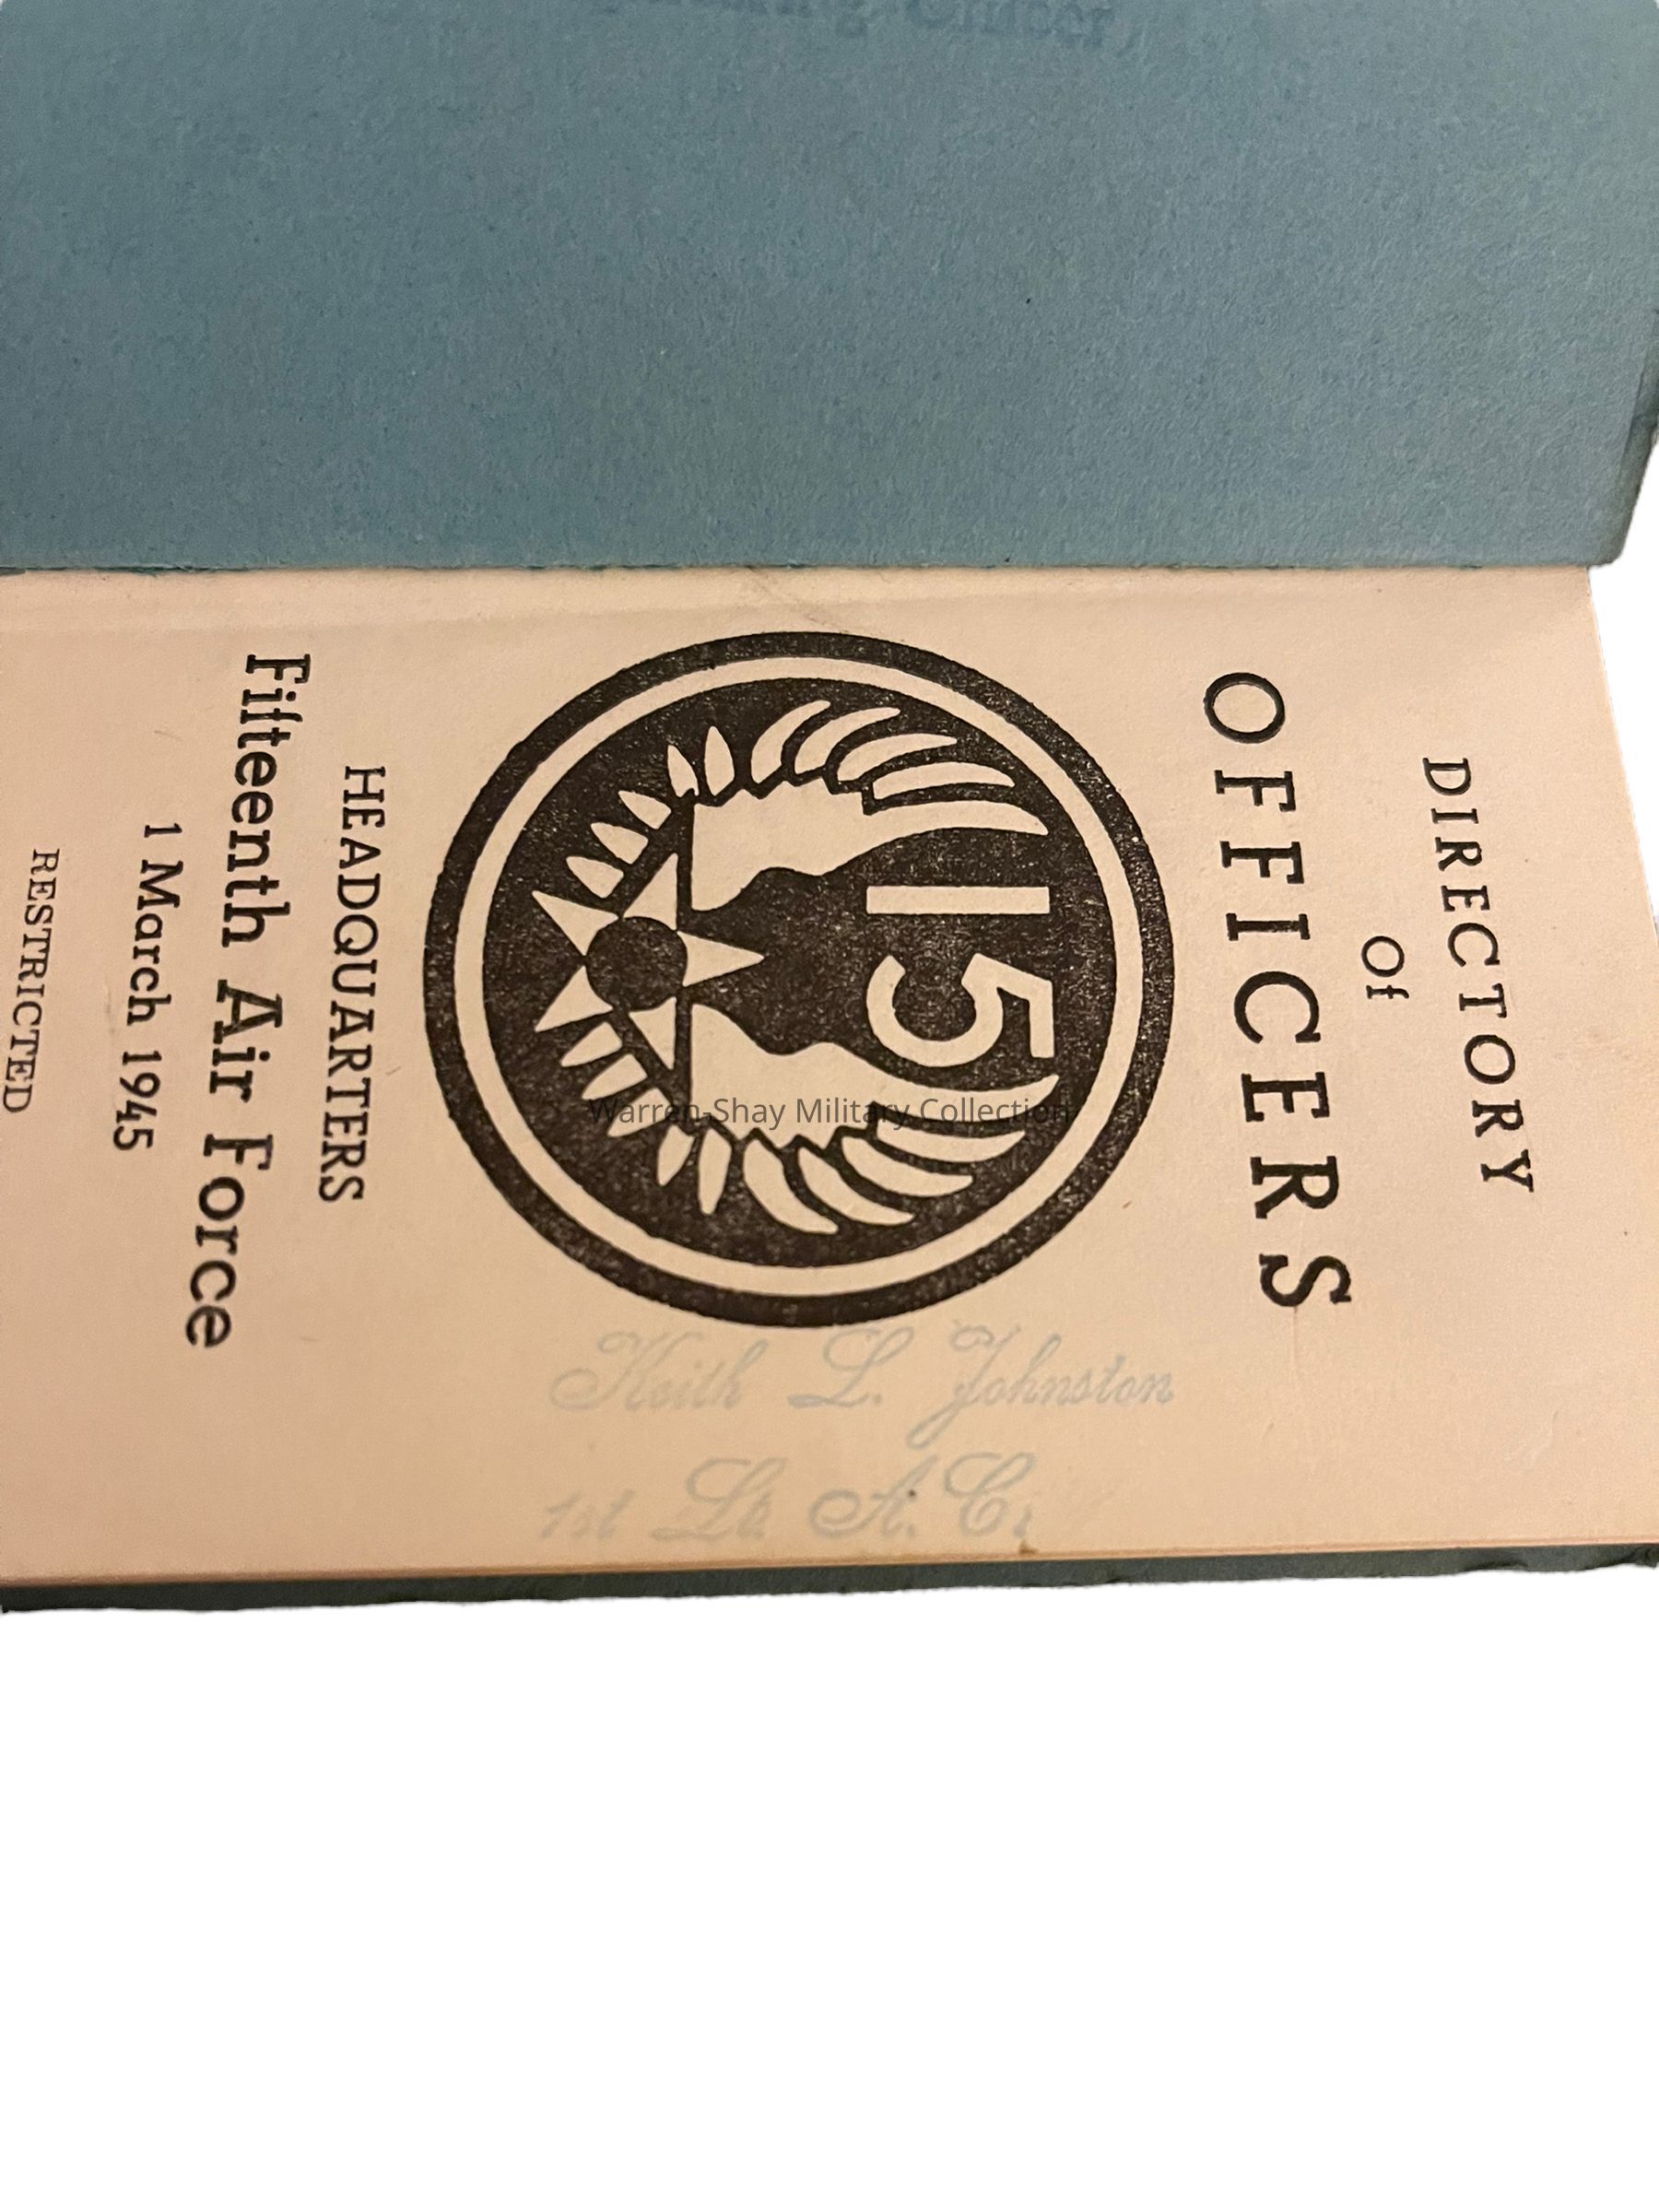 DIRECTORY
Of
OFFICERS
15
HEADQUARTERS
Fifteenth Air Force
1 March 1945
RESTRICTED
Keith L. Johnston
1st Lt A.C.
Warren-Shay Military Collection